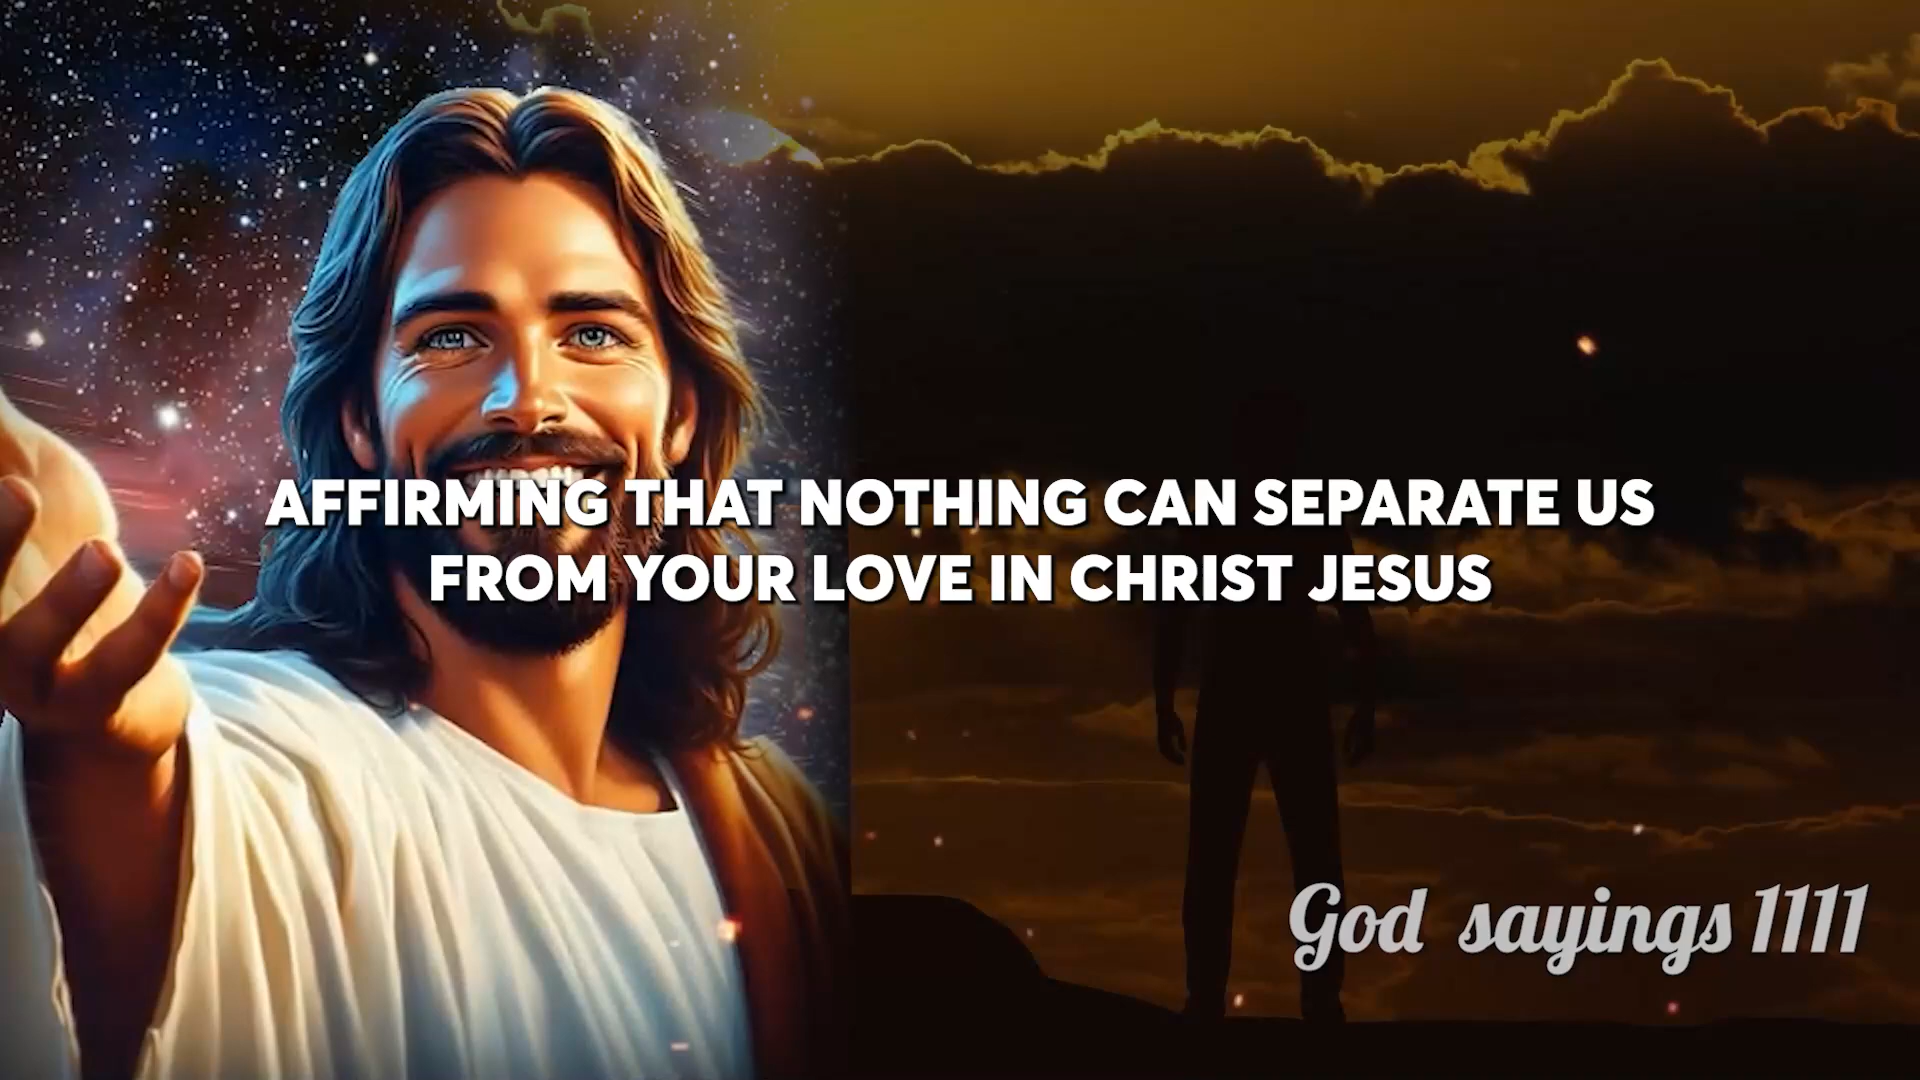 AFFIRMING THAT NOTHING CAN SEPARATE US
FROM YOUR LOVE IN CHRIST JESUS
God sayings 1111